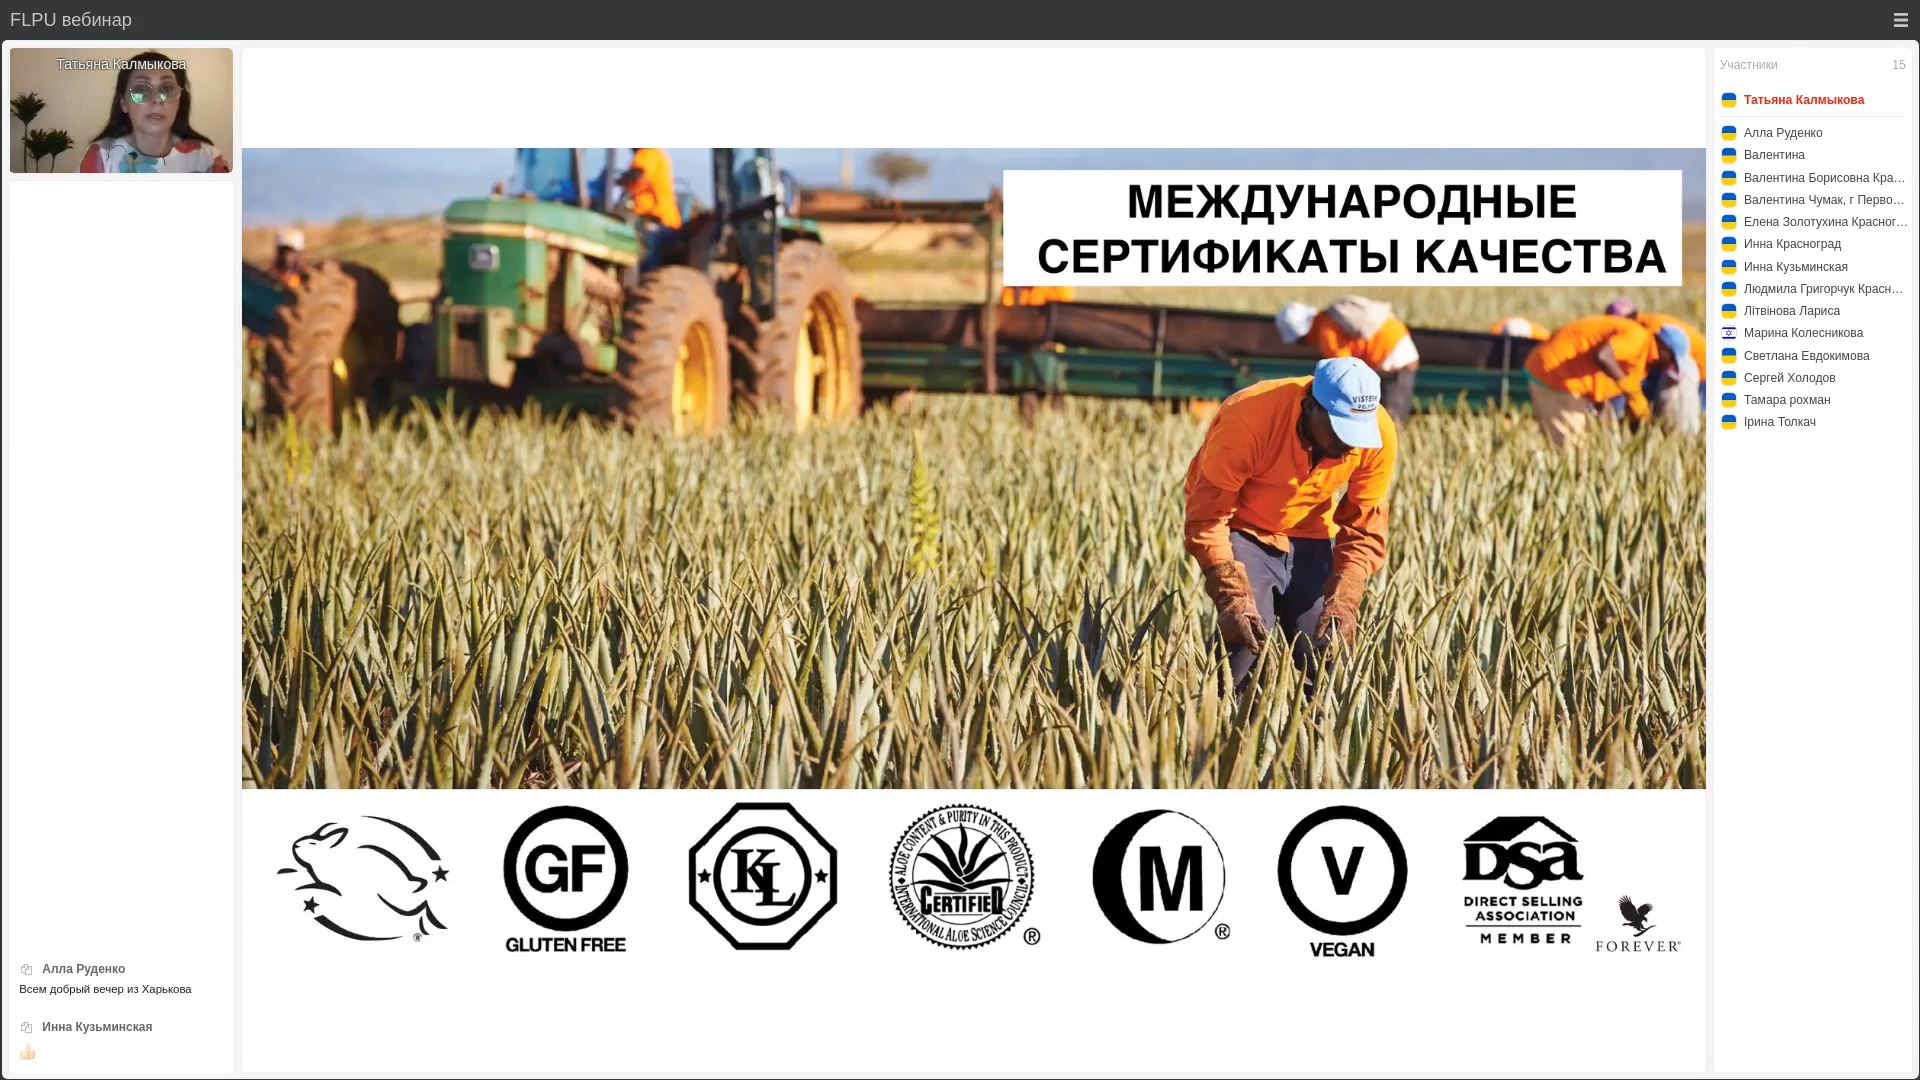 FLPU вебинар
Татьяна Калмыкова
Участники 15
Татьяна Калмыкова
Алла Руденко
Валентина
Валентина Борисовна Кра...
Валентина Чумак, г Перво...
Елена Золотухина Красног...
Инна Красноград
Инна Кузьминская
Людмила Григорчук Красн...
Літвінова Лариса
Марина Колесникова
Светлана Евдокимова
Сергей Холодов
Тамара рохман
Ірина Толкач
МЕЖДУНАРОДНЫЕ
СЕРТИФИКАТЫ КАЧЕСТВА
GF
GLUTEN FREE
KL
ALOE CONTENT & PURITY IN THIS PRODUCT
CERTIFIED
INTERNATIONAL ALOE SCIENCE COUNCIL
®
M
®
V
VEGAN
DSA
DIRECT SELLING
ASSOCIATION
MEMBER
FOREVER®
Алла Руденко
Всем добрый вечер из Харькова
Инна Кузьминская